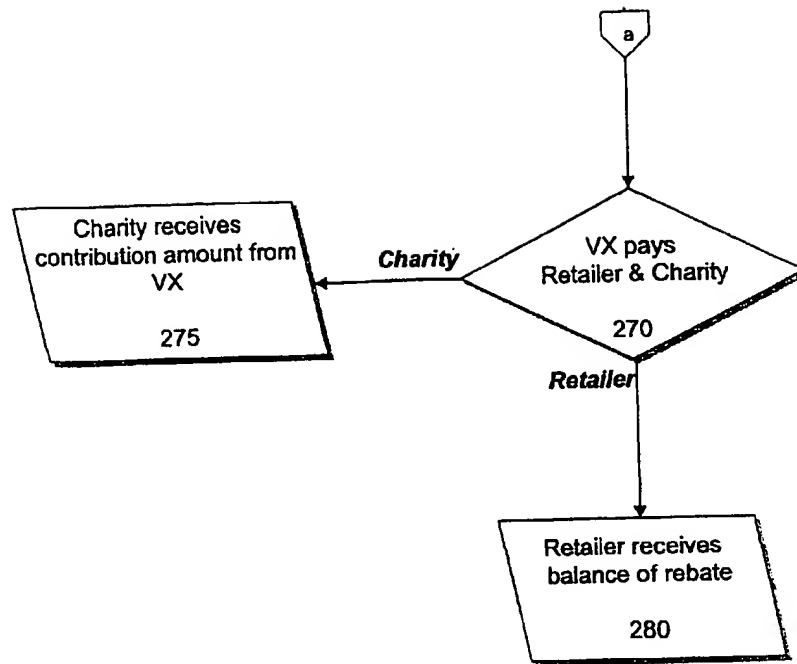 a
Charity receives
contribution amount from
VX
275
Charity
VX pays
Retailer & Charity
270
Retailer
Retailer receives
balance of rebate
280